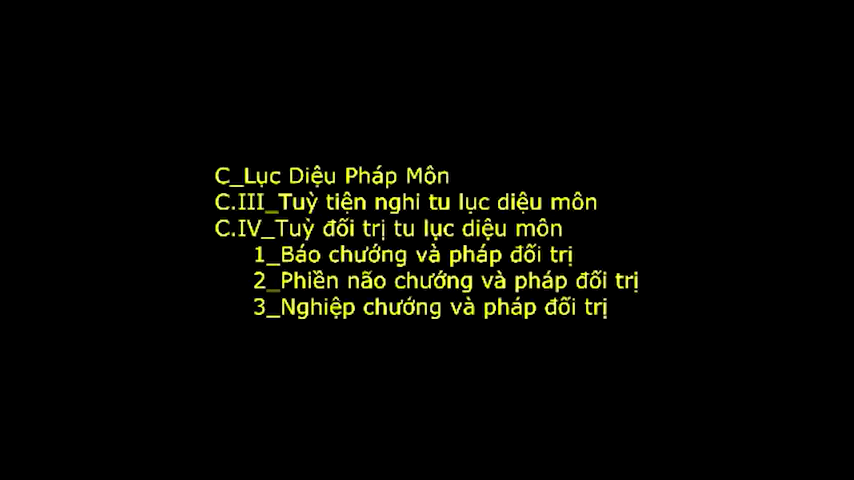 C_Lục Diệu Pháp Môn
C.III_Tuỳ tiện nghi tu lục diệu môn
C.IV_Tuỳ đối trị tu lục diệu môn
1_Báo chướng và pháp đối trị
2_Phiền não chướng và pháp đối trị
3_Nghiệp chướng và pháp đối trị